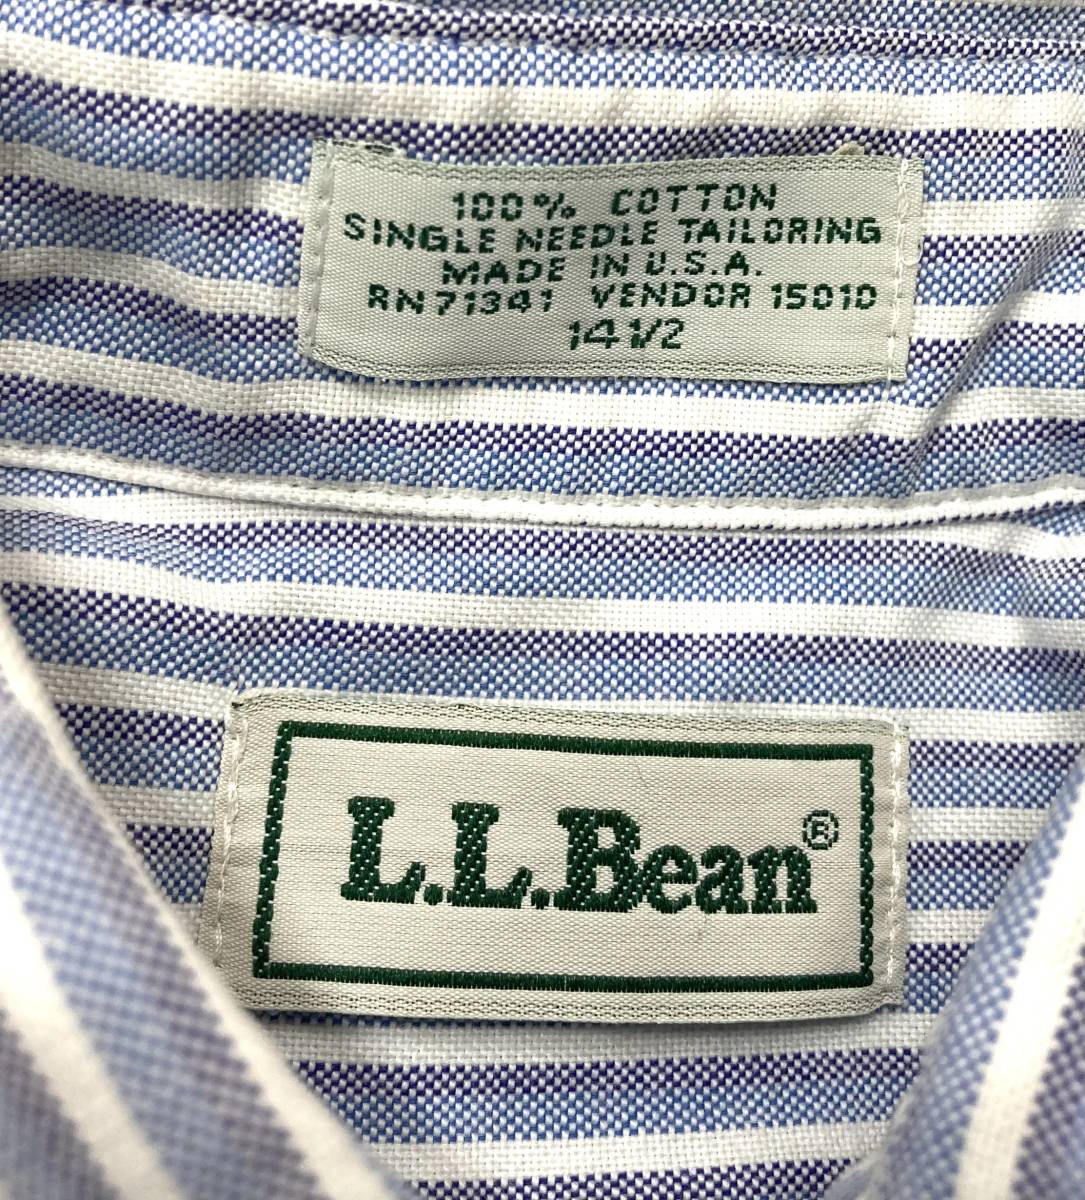 100% COTTON
SINGLE NEEDLE TAILORING
MADE IN U.S.A.
RN 71341 VENDOR 15010
14 1/2
L.L.Bean®